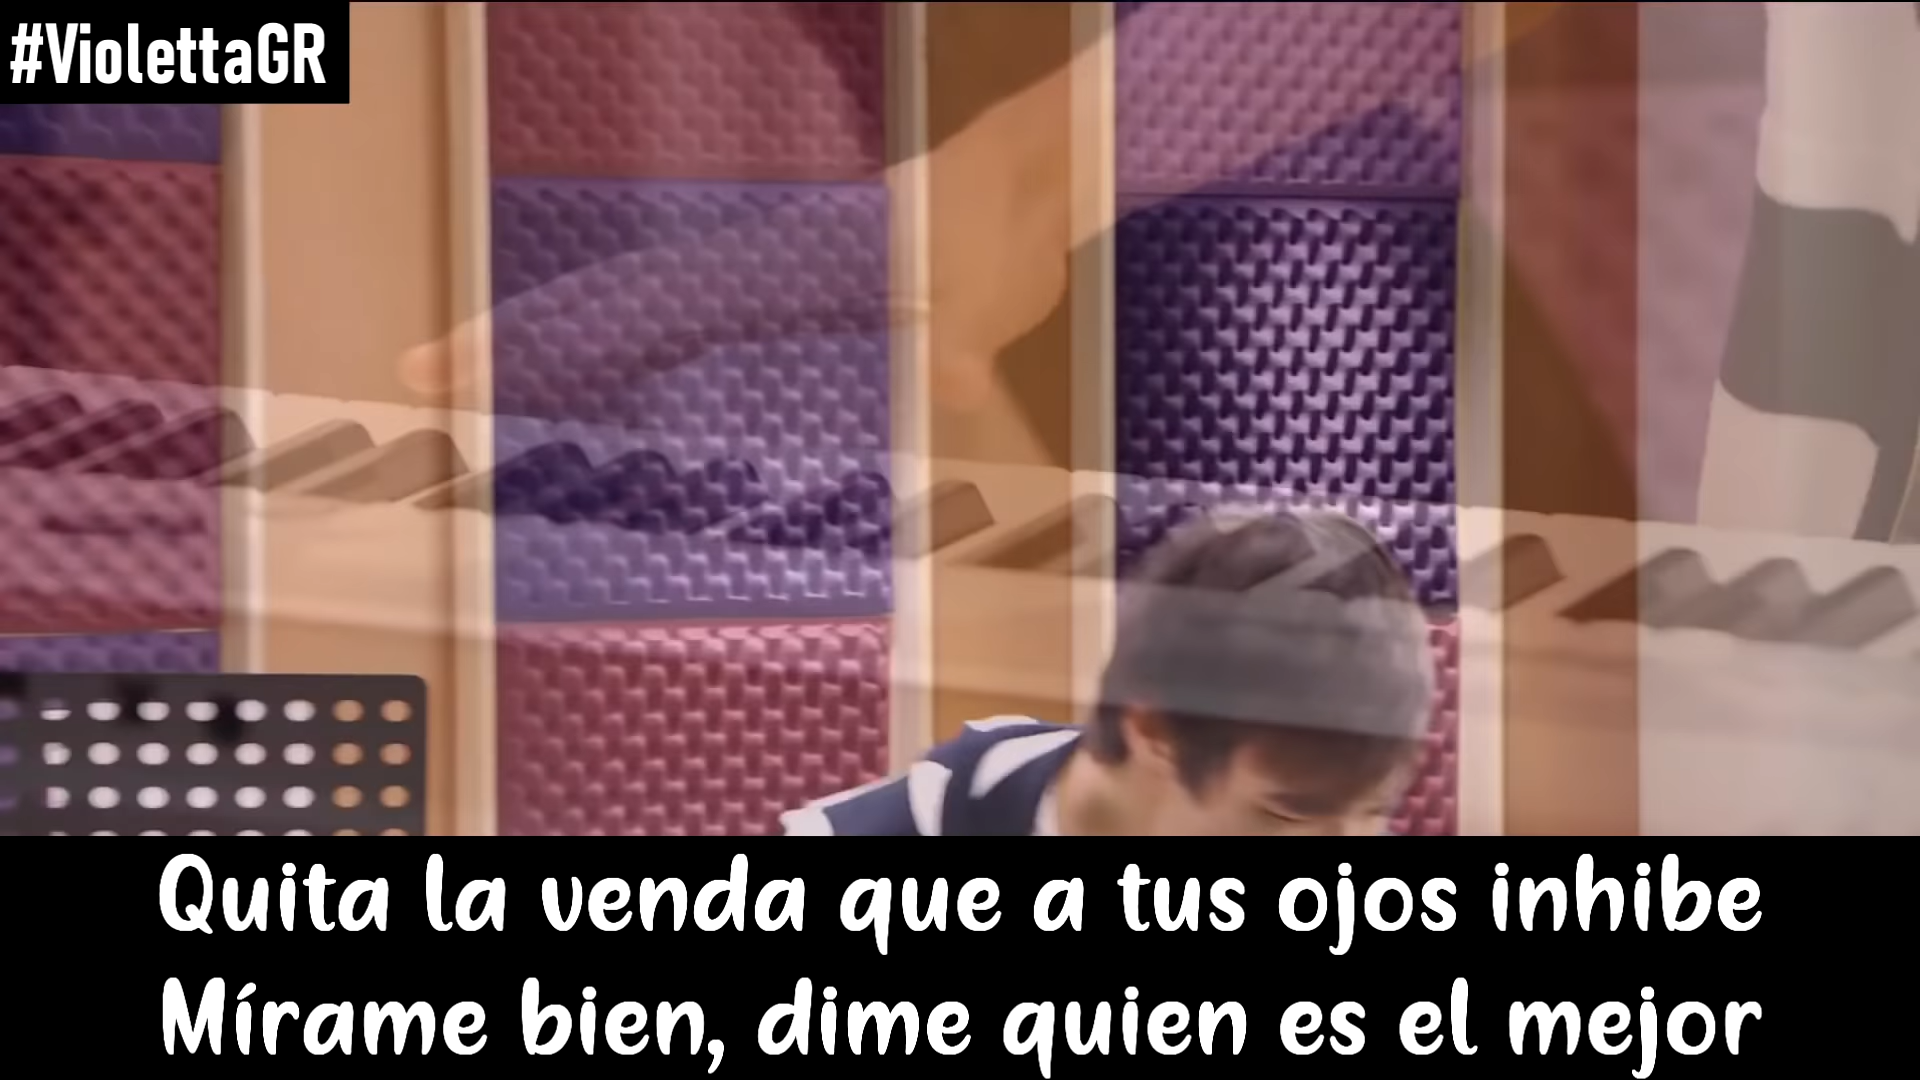 #ViolettaGR
Quita la venda que a tus ojos inhibe
Mírame bien, dime quien es el mejor